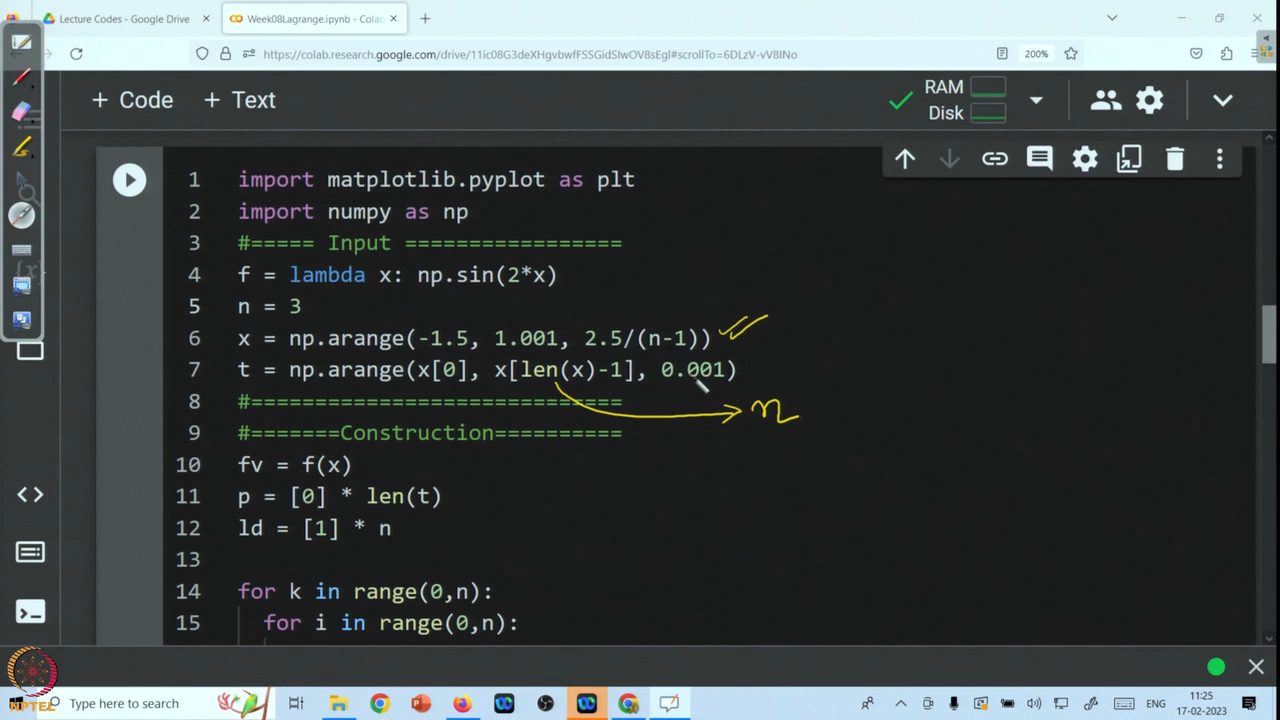 Lecture Codes - Google Drive
Week08Lagrange.ipynb - Colab
https://colab.research.google.com/drive/11ic08G3deXHgvbwfFSSGidSIwOV8sEgl#scrollTo=6DLzV-vV8INo
200%
+ Code + Text
RAM
Disk
1 import matplotlib.pyplot as plt
2 import numpy as np
3 #===== Input =================
4 f = lambda x: np.sin(2*x)
5 n = 3
6 x = np.arange(-1.5, 1.001, 2.5/(n-1))
7 t = np.arange(x[0], x[len(x)-1], 0.001)
n
8 #===========================
9 #=======Construction==========
10 fv = f(x)
11 p = [0] * len(t)
12 ld = [1] * n
13
14 for k in range(0,n):
15 for i in range(0,n):
NPTEL
Type here to search
ENG
11:25
17-02-2023